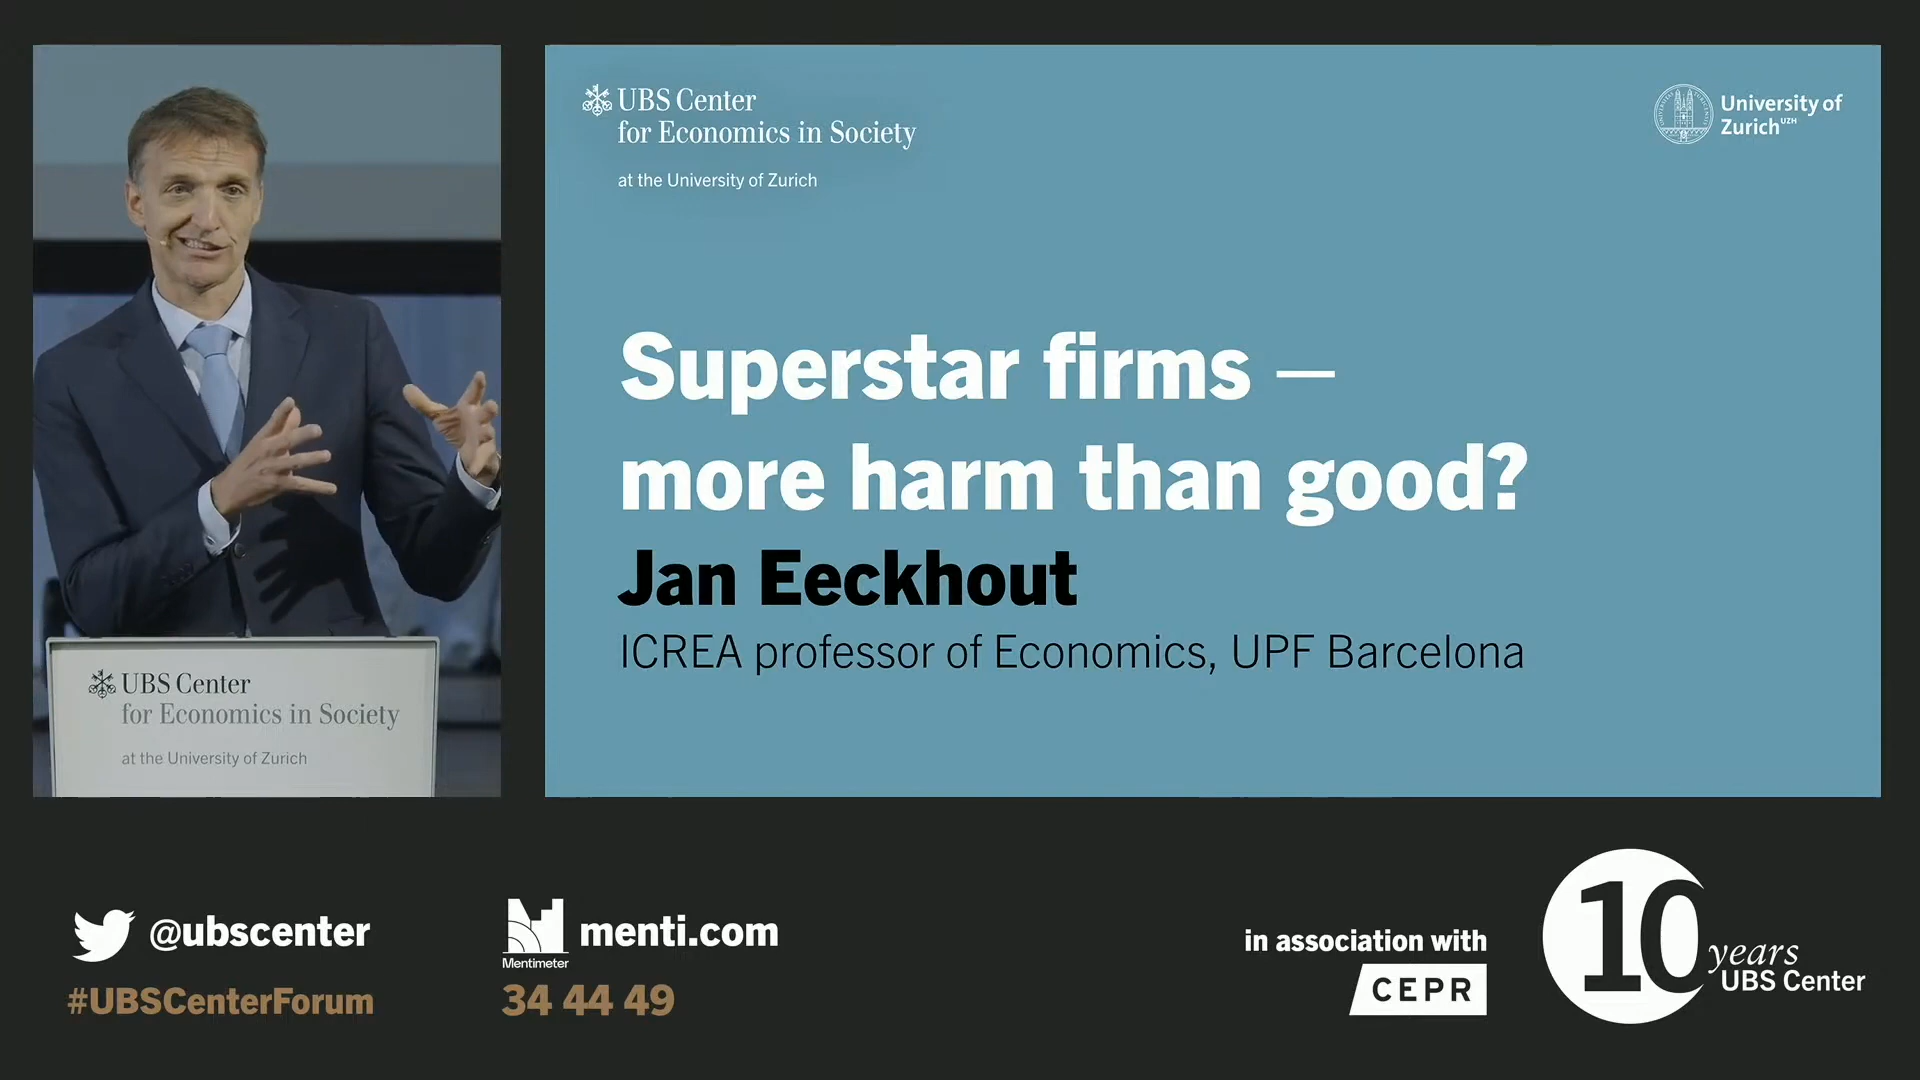 UBS Center
for Economics in Society
at the University of Zurich
University of
Zurich UZH
Superstar firms —
more harm than good?
Jan Eeckhout
ICREA professor of Economics, UPF Barcelona
UBS Center
for Economics in Society
at the University of Zurich
@ubscenter
#UBSCenterForum
Mentimeter
menti.com
34 44 49
in association with
CEPR
10 years
UBS Center